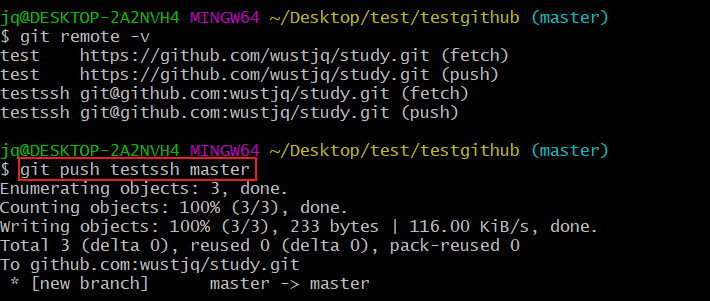 jq@DESKTOP-2A2NVH4 MINGW64 ~/Desktop/test/testgithub (master)
$ git remote -v
test    https://github.com/wustjq/study.git (fetch)
test    https://github.com/wustjq/study.git (push)
testssh git@github.com:wustjq/study.git (fetch)
testssh git@github.com:wustjq/study.git (push)
jq@DESKTOP-2A2NVH4 MINGW64 ~/Desktop/test/testgithub (master)
$ git push testssh master
Enumerating objects: 3, done.
Counting objects: 100% (3/3), done.
Writing objects: 100% (3/3), 233 bytes | 116.00 KiB/s, done.
Total 3 (delta 0), reused 0 (delta 0), pack-reused 0
To github.com:wustjq/study.git
 * [new branch]      master -> master